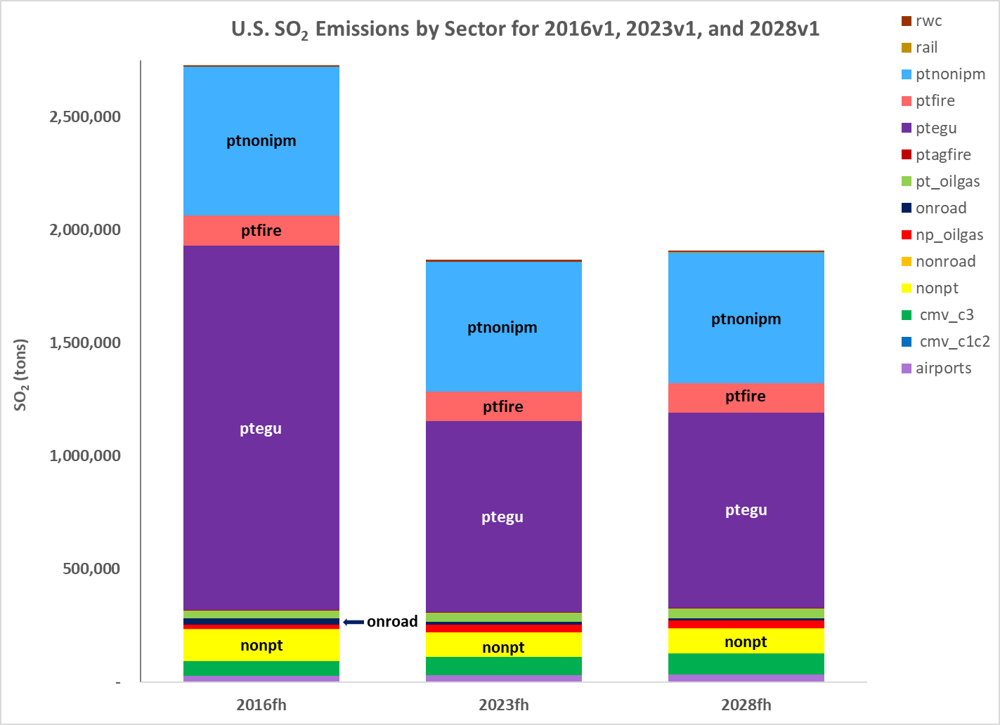 U.S. SO2 Emissions by Sector for 2016v1, 2023v1, and 2028v1
SO2 (tons)
2,500,000
2,000,000
1,500,000
1,000,000
500,000
-
ptnonipm
ptfire
ptegu
onroad
nonpt
ptnonipm
ptfire
ptegu
nonpt
ptnonipm
ptfire
ptegu
nonpt
2016fh
2023fh
2028fh
rwc
rail
ptnonipm
ptfire
ptegu
ptagfire
pt_oilgas
onroad
np_oilgas
nonroad
nonpt
cmv_c3
cmv_c1c2
airports